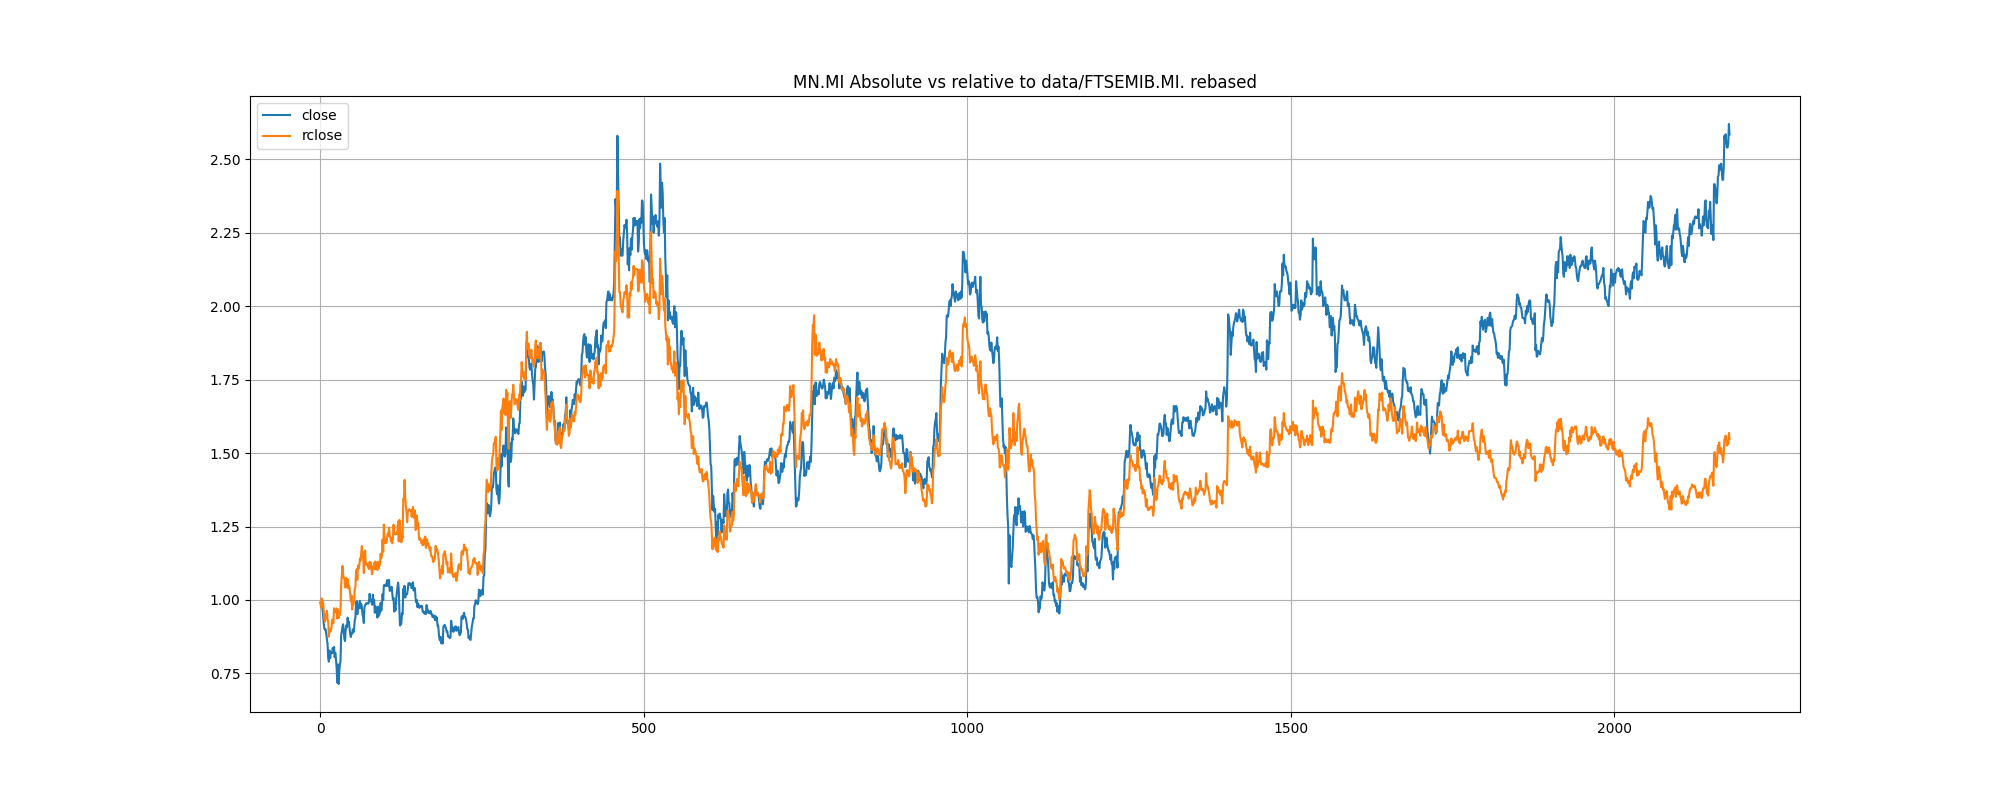 MN.MI Absolute vs relative to data/FTSEMIB.MI. rebased
close
rclose
2.50
2.25
2.00
1.75
1.50
1.25
1.00
0.75
0 500 1000 1500 2000